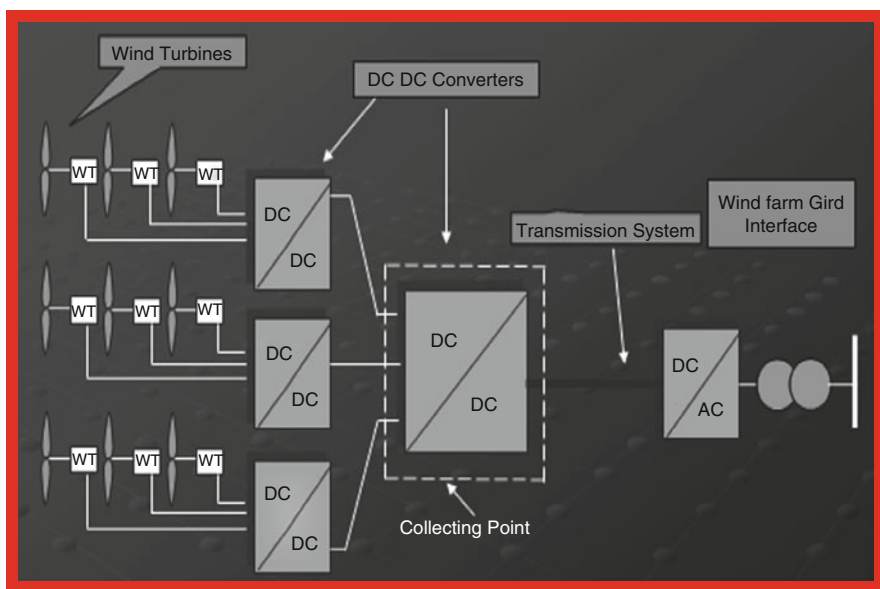 Wind Turbines
DC DC Converters
WT WT WT
DC
DC
Transmission System
Wind farm Gird
Interface
WT WT WT
DC
DC
DC
DC
DC
AC
WT WT WT
DC
DC
Collecting Point